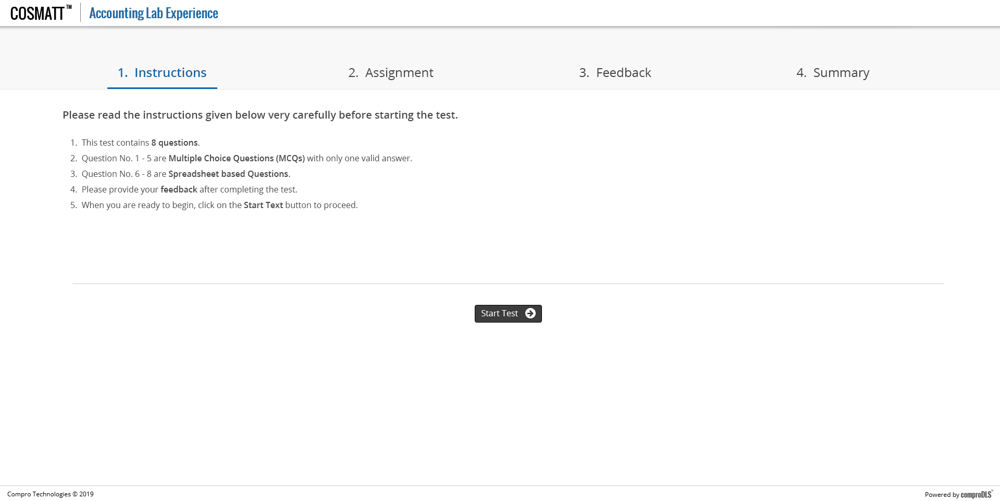 COSMATT™ Accounting Lab Experience
1. Instructions
2. Assignment
3. Feedback
4. Summary
Please read the instructions given below very carefully before starting the test.
1. This test contains 8 questions.
2. Question No. 1 - 5 are Multiple Choice Questions (MCQs) with only one valid answer.
3. Question No. 6 - 8 are Spreadsheet based Questions.
4. Please provide your feedback after completing the test.
5. When you are ready to begin, click on the Start Text button to proceed.
Start Test
Compro Technologies © 2019
Powered by comproDLS™